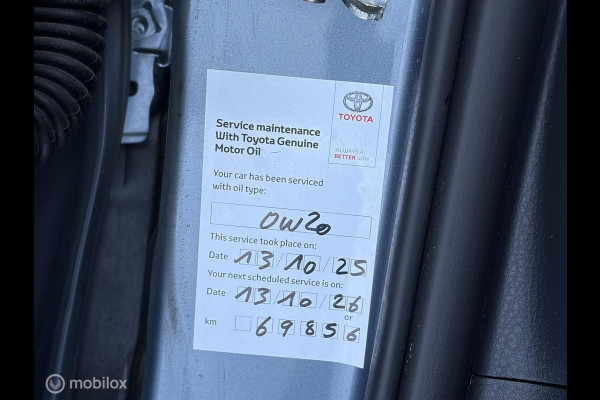 TOYOTA
ALWAYS A
BETTER WAY
Service maintenance
With Toyota Genuine
Motor Oil
Your car has been serviced
with oil type:
0W20
This service took place on:
Date 13/10/25
Your next scheduled service is on:
Date 13/10/26
or
km 69856
mobilox